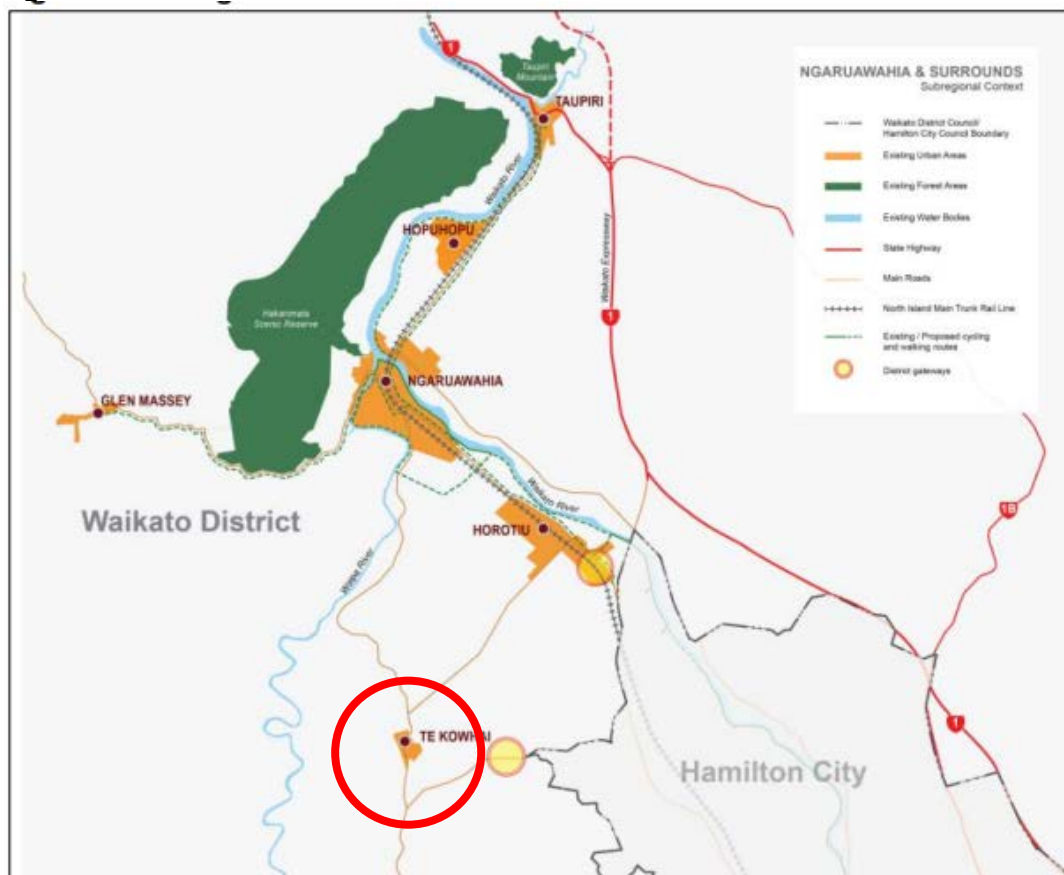 1
Taupiri
Mountain
TAUPIRI
NGARUAWAHIA & SURROUNDS
Subregional Context
Waikato District Council/
Hamilton City Council Boundary
Existing Urban Areas
Existing Forest Areas
Existing Water Bodies
State Highway
Main Roads
North Island Main Trunk Rail Line
Existing / Proposed cycling
and walking routes
District gateways
Waikato River
HOPUHOPU
Waikato Expressway
1
Hakarimata
Scenic Reserve
NGARUAWAHIA
GLEN MASSEY
Waikato River
1B
Waikato District
HOROTIU
Waipa River
TE KOWHAI
1
Hamilton City